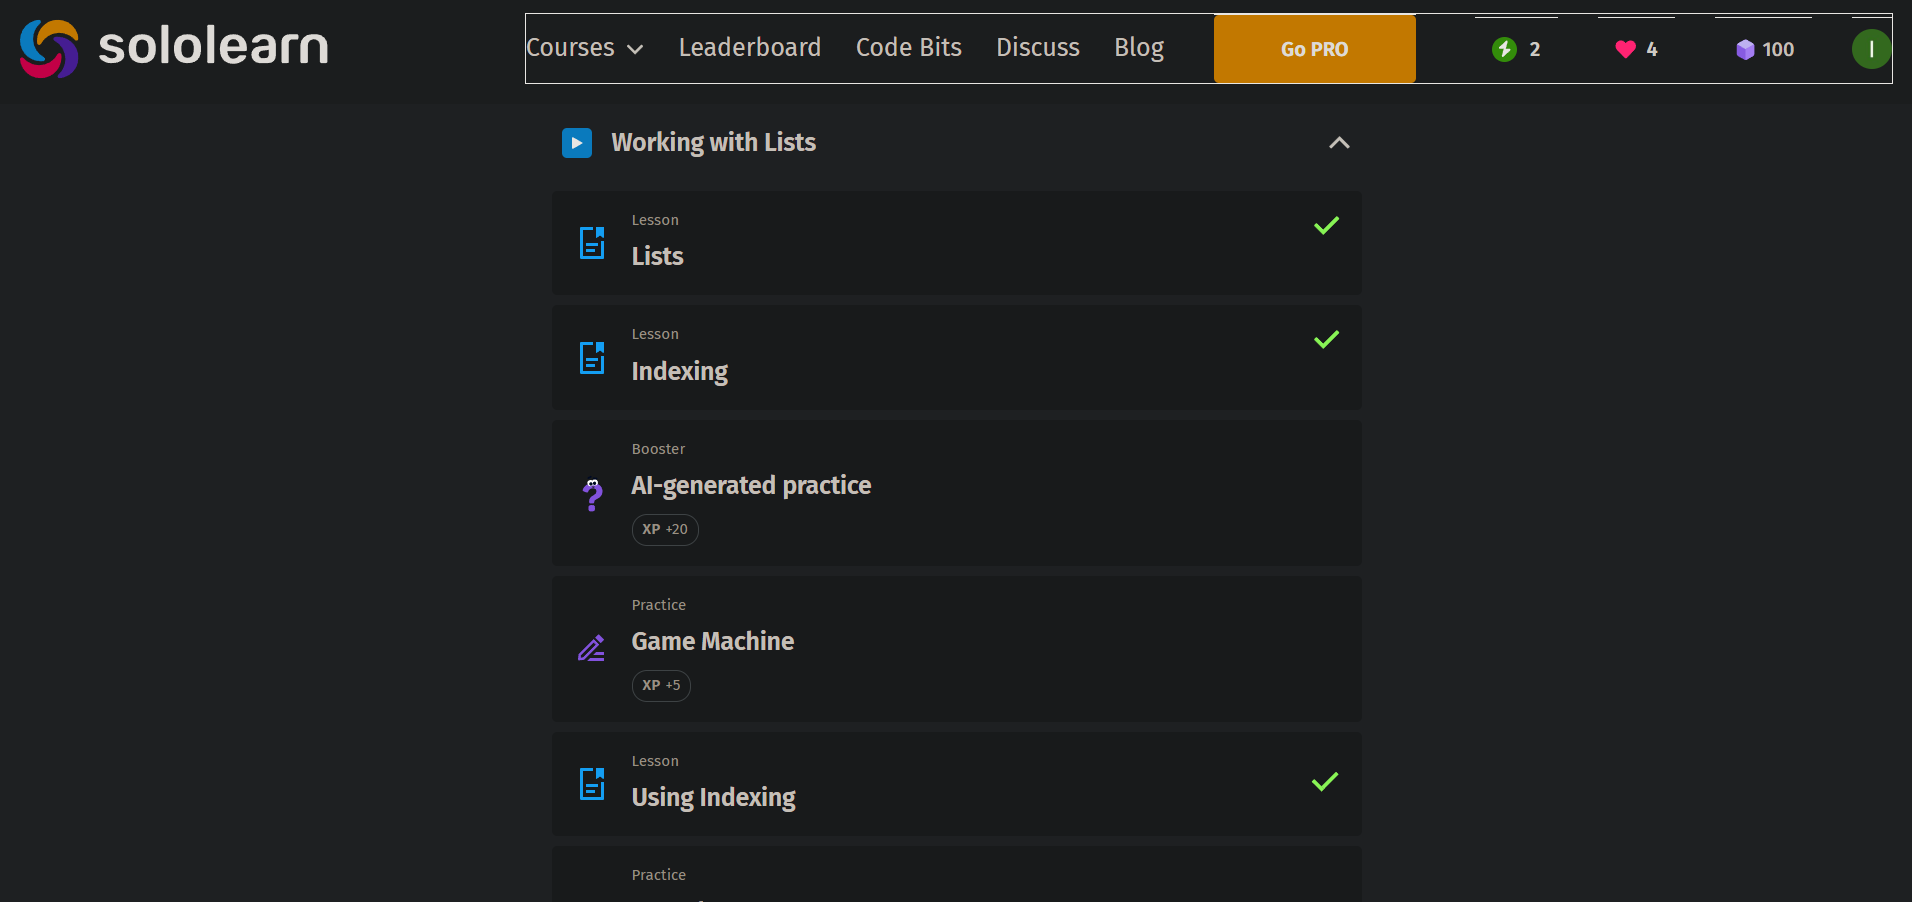 sololearn
Courses Leaderboard Code Bits Discuss Blog Go PRO 2 4 100 I
Working with Lists
Lesson
Lists
Lesson
Indexing
Booster
AI-generated practice
XP +20
Practice
Game Machine
XP +5
Lesson
Using Indexing
Practice